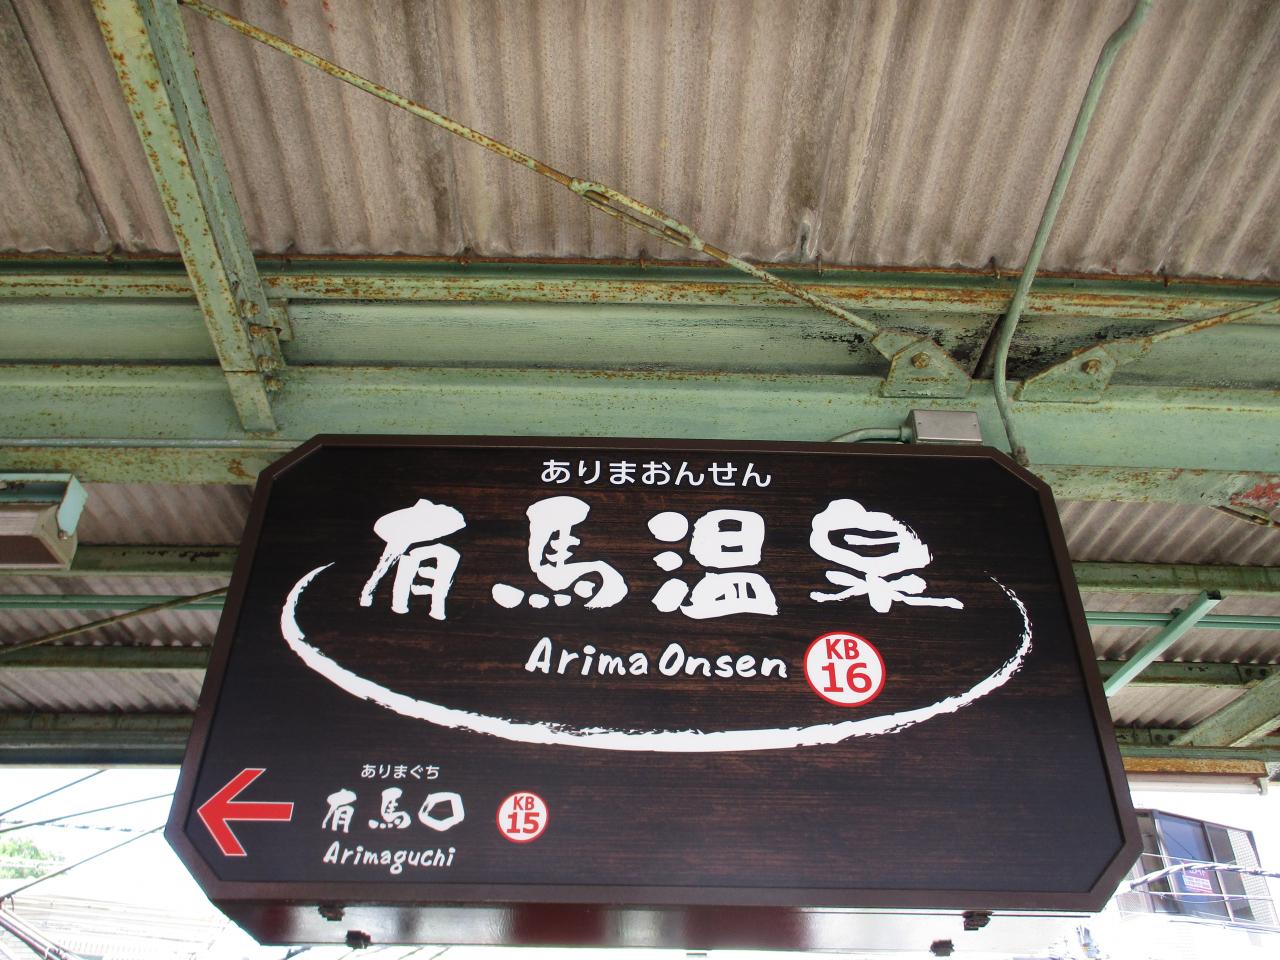 ありまおんせん
有馬温泉
Arima Onsen
KB
16
ありまぐち
有馬口
Arimaguchi
KB
15